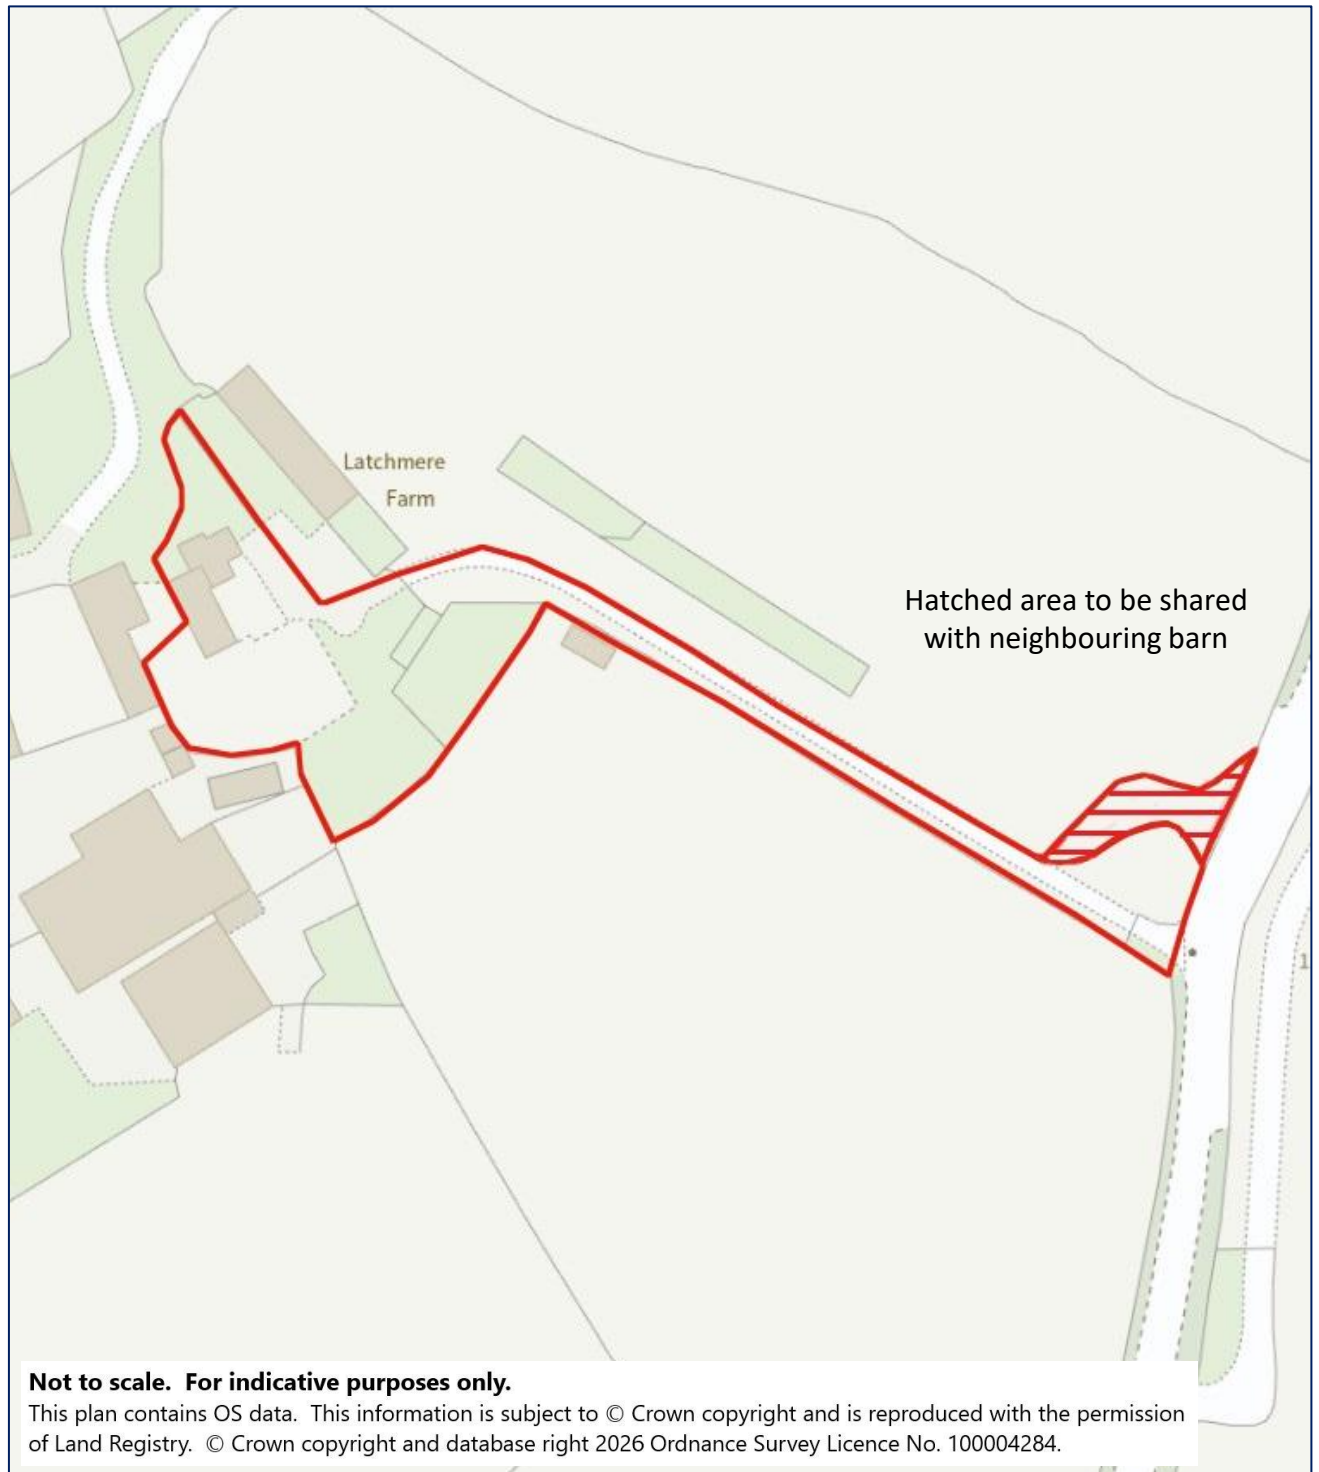 Latchmere
Farm
Hatched area to be shared
with neighbouring barn
1
Not to scale.  For indicative purposes only.
This plan contains OS data.  This information is subject to © Crown copyright and is reproduced with the permission
of Land Registry.  © Crown copyright and database right 2026 Ordnance Survey Licence No. 100004284.